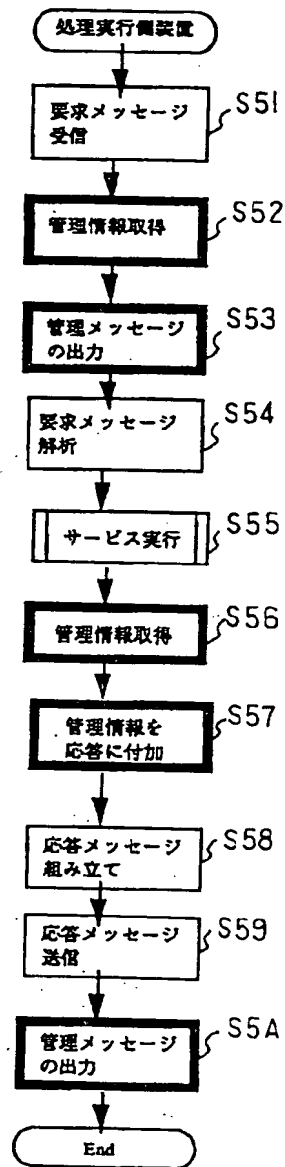 処理実行側装置
要求メッセージ
受信
S51
管理情報取得
S52
管理メッセージ
の出力
S53
要求メッセージ
解析
S54
サービス実行
S55
管理情報取得
S56
管理情報を
応答に付加
S57
応答メッセージ
組み立て
S58
応答メッセージ
送信
S59
管理メッセージ
の出力
S5A
End